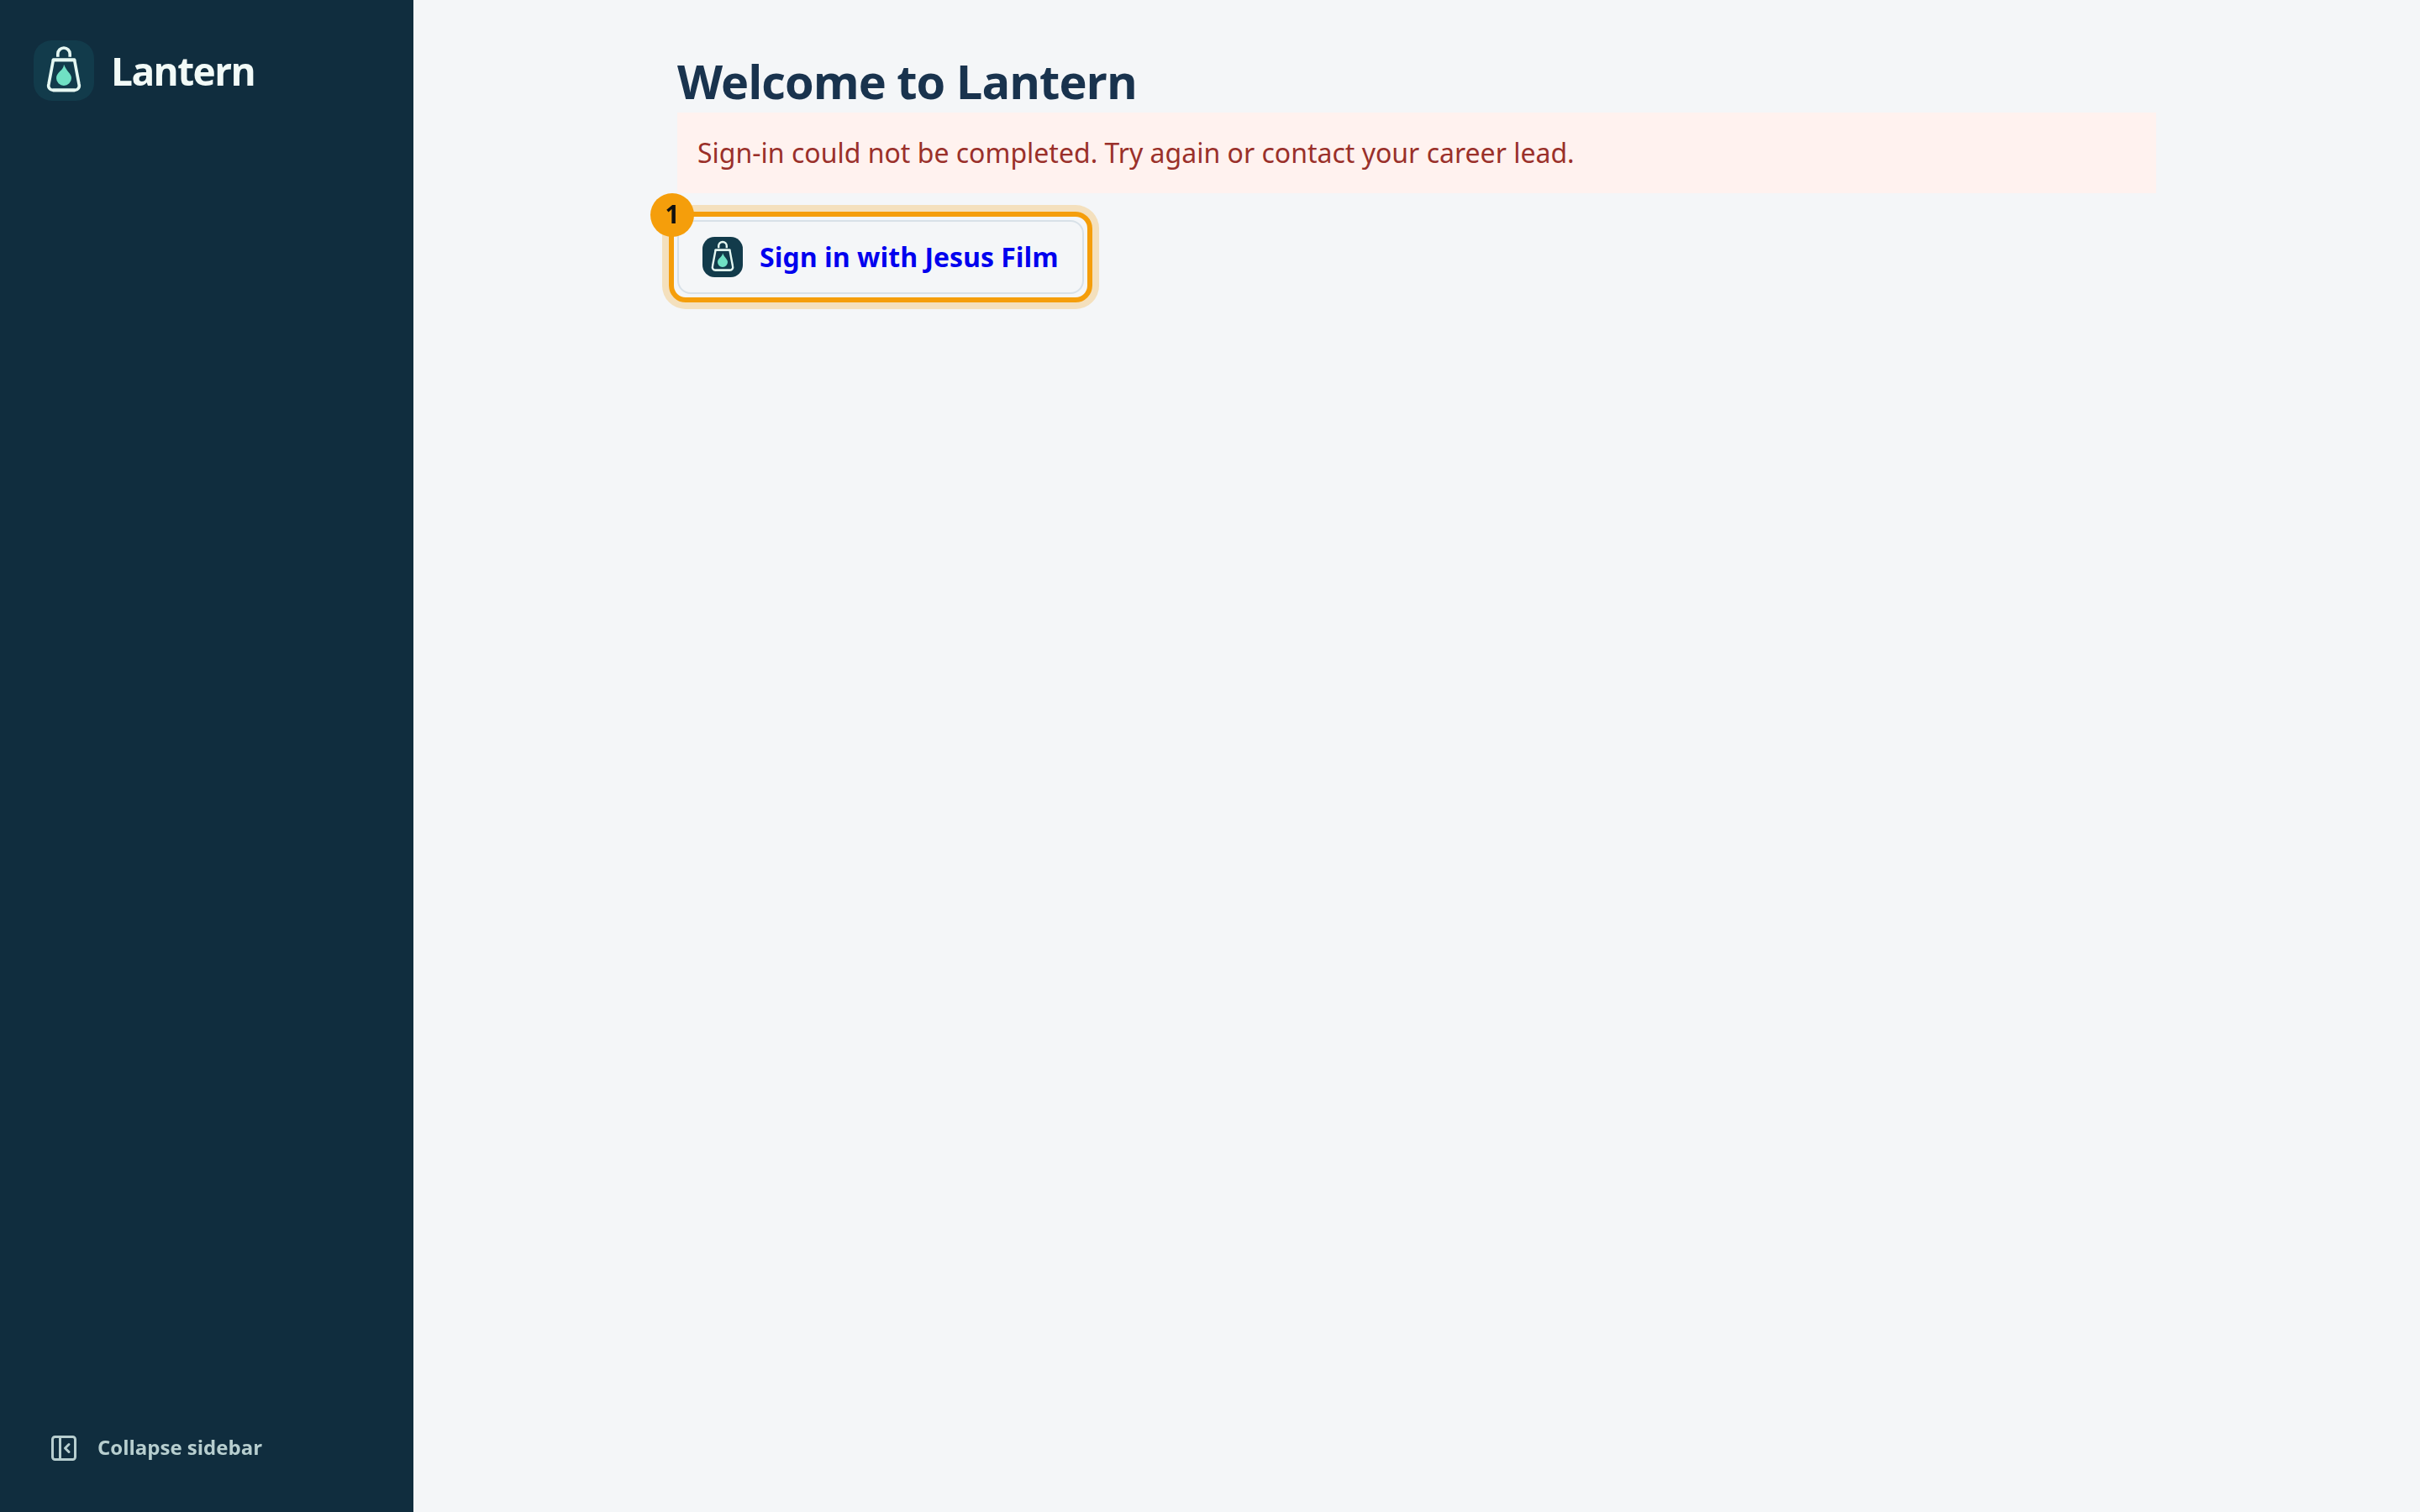 Lantern
Welcome to Lantern
Sign-in could not be completed. Try again or contact your career lead.
1
Sign in with Jesus Film
Collapse sidebar